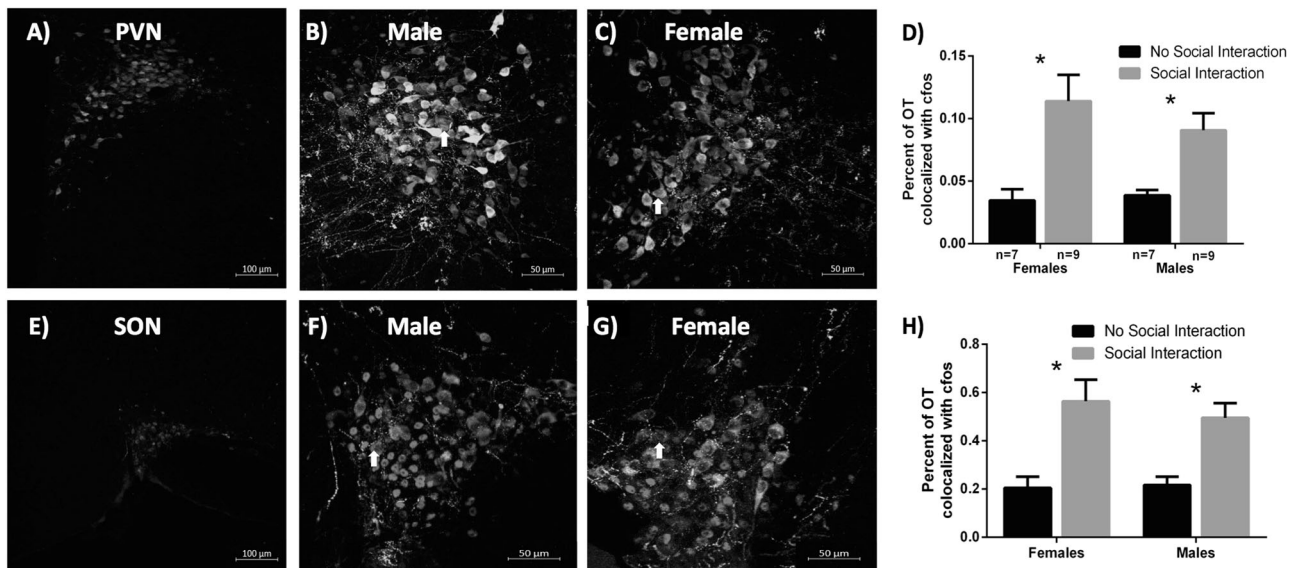 A) PVN
100 µm
B) Male
50 µm
C) Female
50 µm
D)
No Social Interaction
Social Interaction
Percent of OT
colocalized with cfos
0.15
0.10
0.05
0.00
*
*
n=7 n=9 n=7 n=9
Females Males
E) SON
100 µm
F) Male
50 µm
G) Female
50 µm
H)
No Social Interaction
Social Interaction
Percent of OT
colocalized with cfos
0.8
0.6
0.4
0.2
0.0
*
*
Females Males